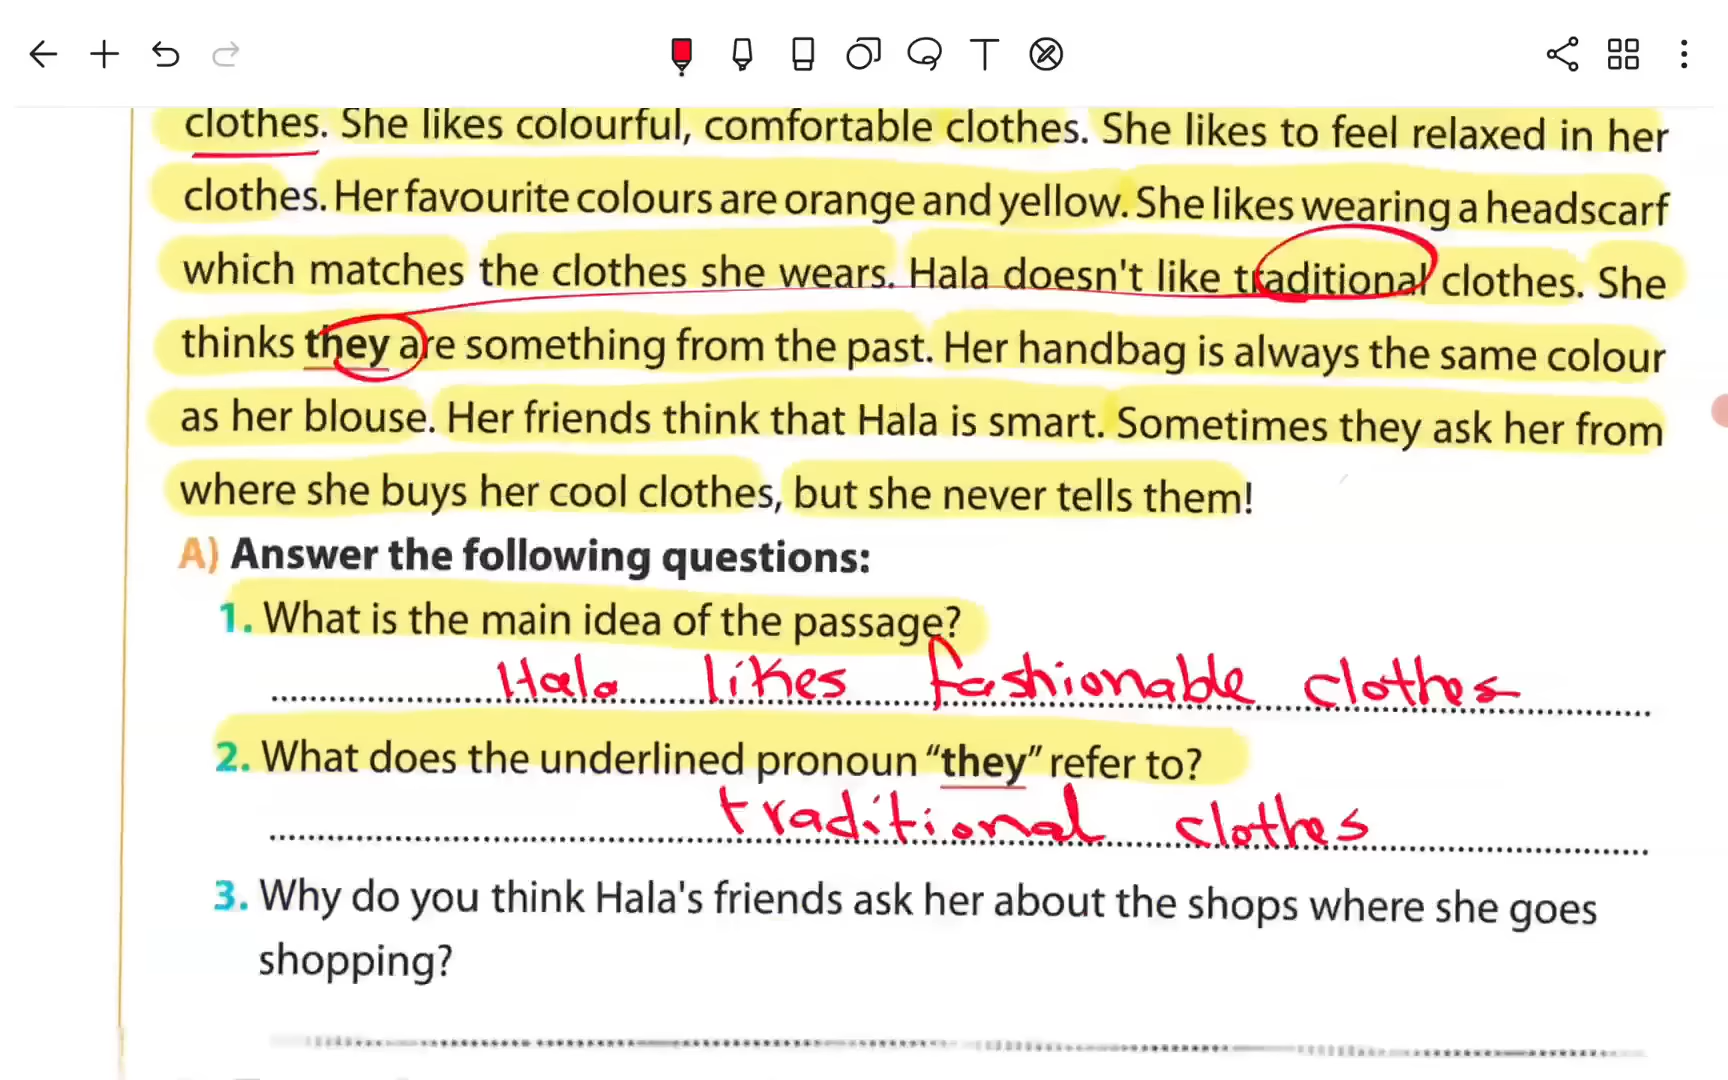 clothes. She likes colourful, comfortable clothes. She likes to feel relaxed in her
clothes. Her favourite colours are orange and yellow. She likes wearing a headscarf
which matches the clothes she wears. Hala doesn't like traditional clothes. She
thinks they are something from the past. Her handbag is always the same colour
as her blouse. Her friends think that Hala is smart. Sometimes they ask her from
where she buys her cool clothes, but she never tells them!
A) Answer the following questions:
1. What is the main idea of the passage?
Hala likes fashionable clothes
2. What does the underlined pronoun “they” refer to?
traditional clothes
3. Why do you think Hala's friends ask her about the shops where she goes
shopping?